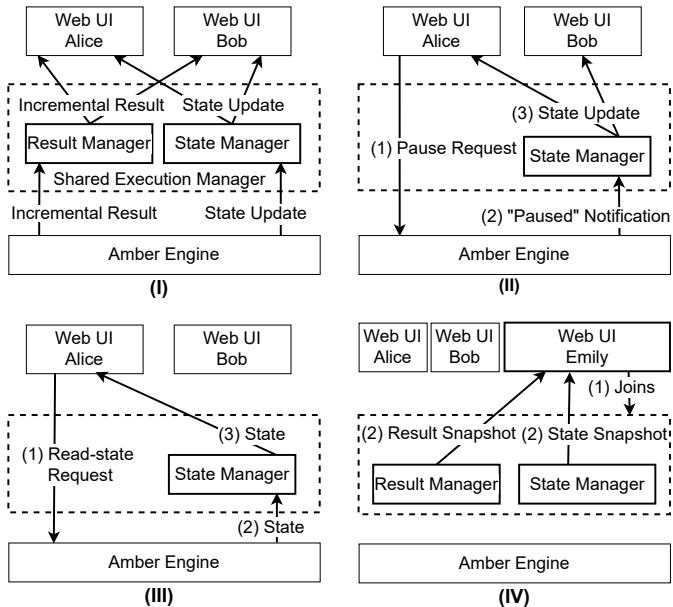 Web UI
Alice
Web UI
Bob
Incremental Result
State Update
Result Manager
State Manager
Shared Execution Manager
Incremental Result
State Update
Amber Engine
(I)
Web UI
Alice
Web UI
Bob
(3) State Update
(1) Pause Request
State Manager
(2) "Paused" Notification
Amber Engine
(II)
Web UI
Alice
Web UI
Bob
(3) State
(1) Read-state
Request
State Manager
(2) State
Amber Engine
(III)
Web UI
Alice
Web UI
Bob
Web UI
Emily
(1) Joins
(2) Result Snapshot
(2) State Snapshot
Result Manager
State Manager
Amber Engine
(IV)